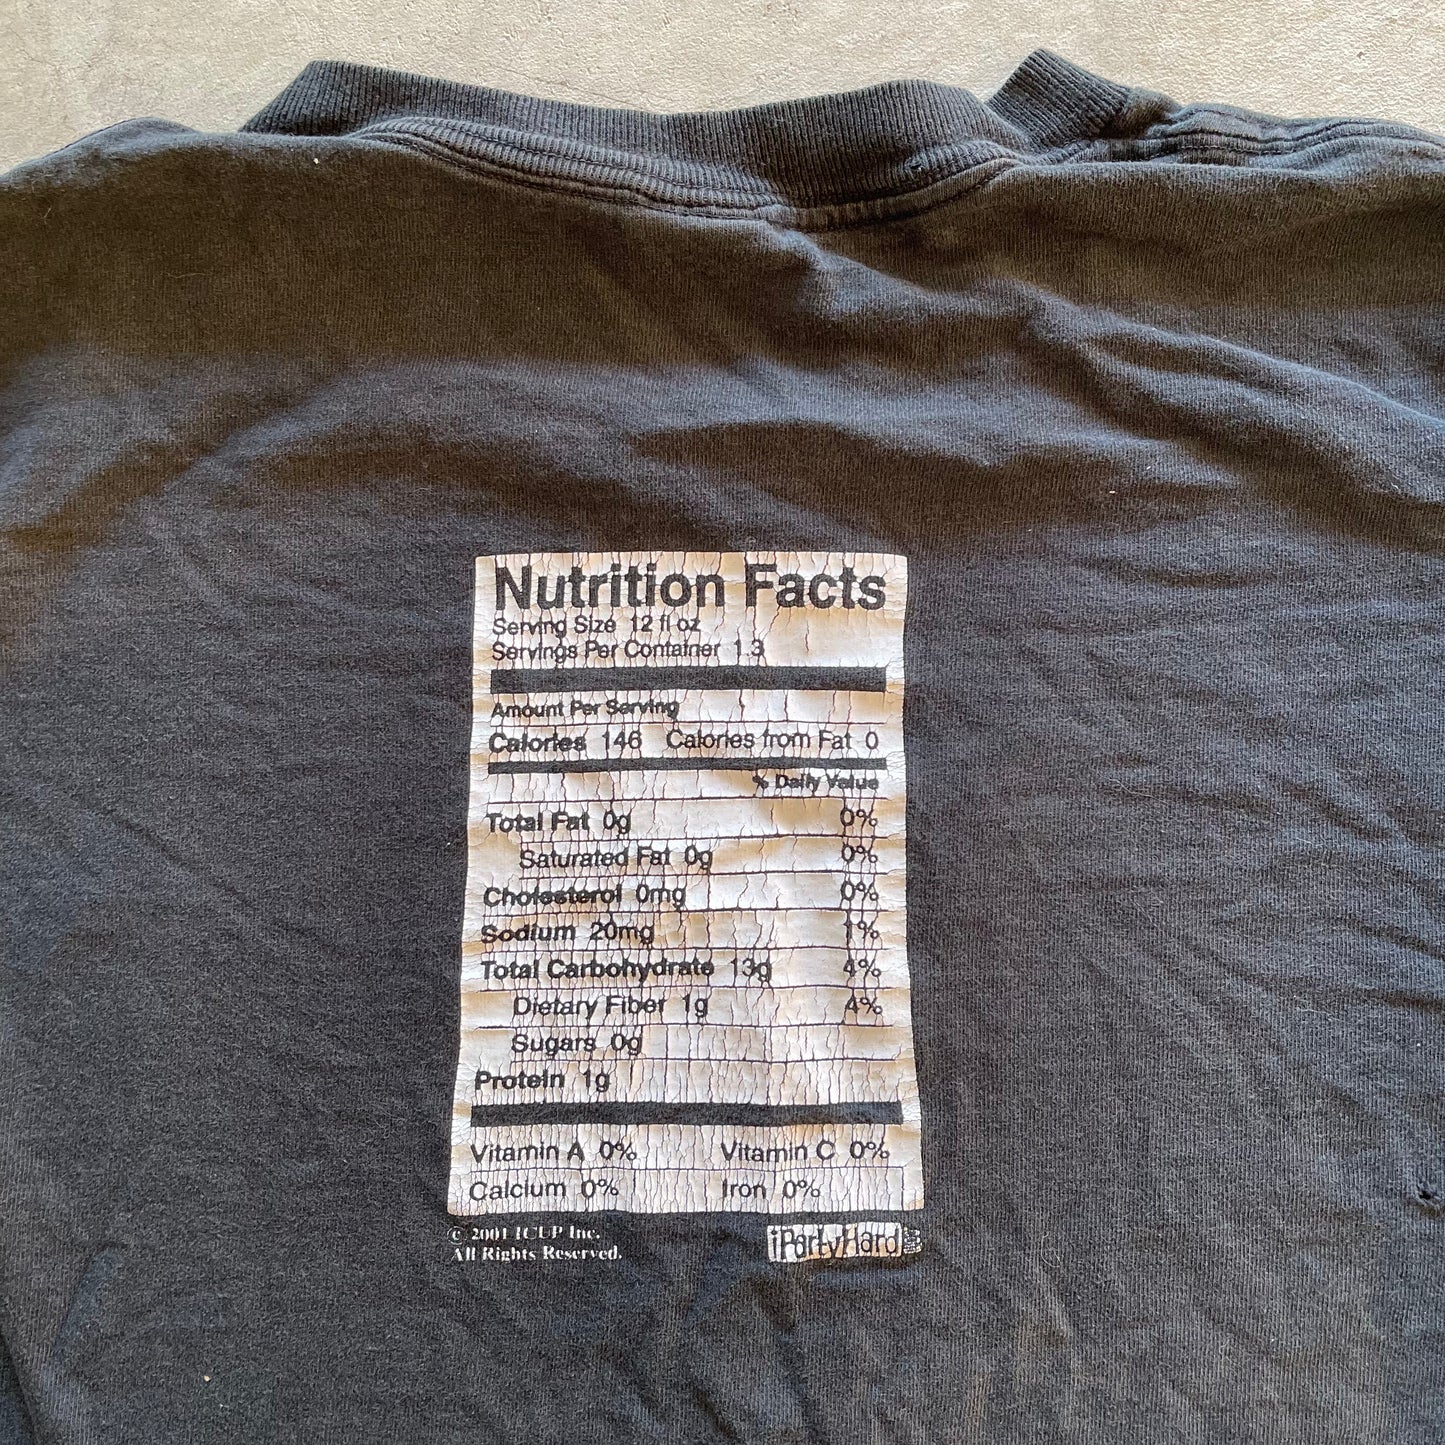 Nutrition Facts
Serving Size 12 fl oz
Servings Per Container 1.3
Amount Per Serving
Calories 146 Calories from Fat 0
% Daily Value
Total Fat 0g 0%
Saturated Fat 0g 0%
Cholesterol 0mg 0%
Sodium 20mg 1%
Total Carbohydrate 13g 4%
Dietary Fiber 1g 4%
Sugars 0g
Protein 1g
Vitamin A 0% Vitamin C 0%
Calcium 0% Iron 0%
© 2001 ICUP Inc.
All Rights Reserved.
iPartyHard